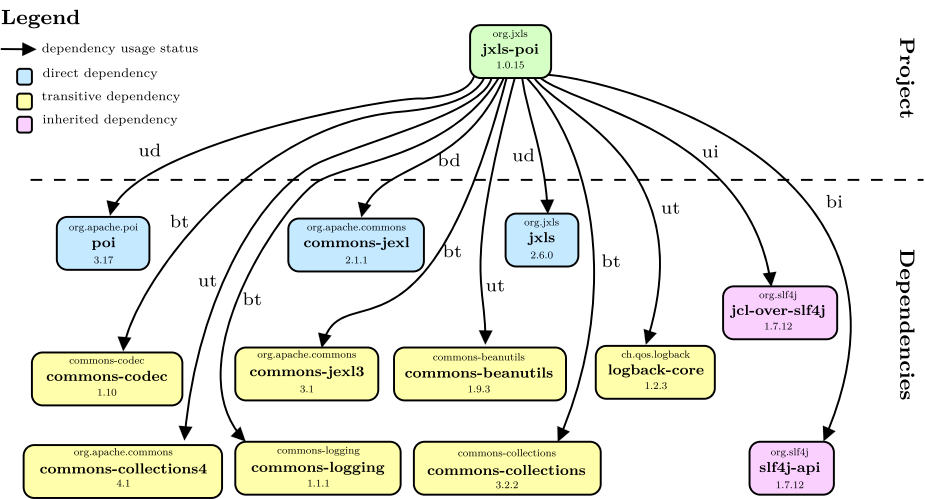 Legend
dependency usage status
direct dependency
transitive dependency
inherited dependency
org.jxls
jxls-poi
1.0.15
Project
ud
bd
ud
ui
bt
ut
bi
bt
ut
bt
ut
bt
Dependencies
org.apache.poi
poi
3.17
org.apache.commons
commons-jexl
2.1.1
org.jxls
jxls
2.6.0
org.slf4j
jcl-over-slf4j
1.7.12
commons-codec
commons-codec
1.10
org.apache.commons
commons-jexl3
3.1
commons-beanutils
commons-beanutils
1.9.3
ch.qos.logback
logback-core
1.2.3
org.apache.commons
commons-collections4
4.1
commons-logging
commons-logging
1.1.1
commons-collections
commons-collections
3.2.2
org.slf4j
slf4j-api
1.7.12